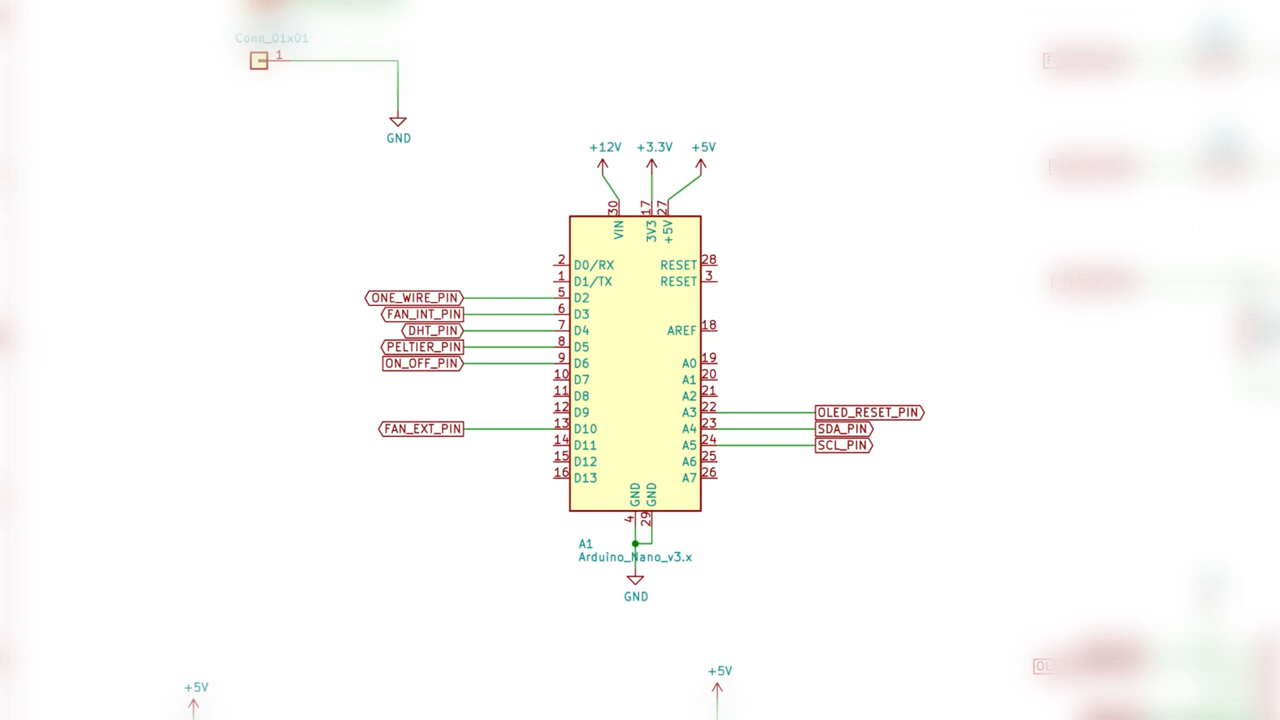 Conn_01x01
1
GND
+12V +3.3V +5V
30 17 27
VIN 3V3 +5V
2 D0/RX RESET 28
1 D1/TX RESET 3
ONE_WIRE_PIN 5 D2
FAN_INT_PIN 6 D3
DHT_PIN 7 D4 AREF 18
PELTIER_PIN 8 D5
ON_OFF_PIN 9 D6 A0 19
10 D7 A1 20
11 D8 A2 21
12 D9 A3 22 OLED_RESET_PIN
FAN_EXT_PIN 13 D10 A4 23 SDA_PIN
14 D11 A5 24 SCL_PIN
15 D12 A6 25
16 D13 A7 26
GND GND
4 29
A1
Arduino_Nano_v3.x
GND
+5V
+5V